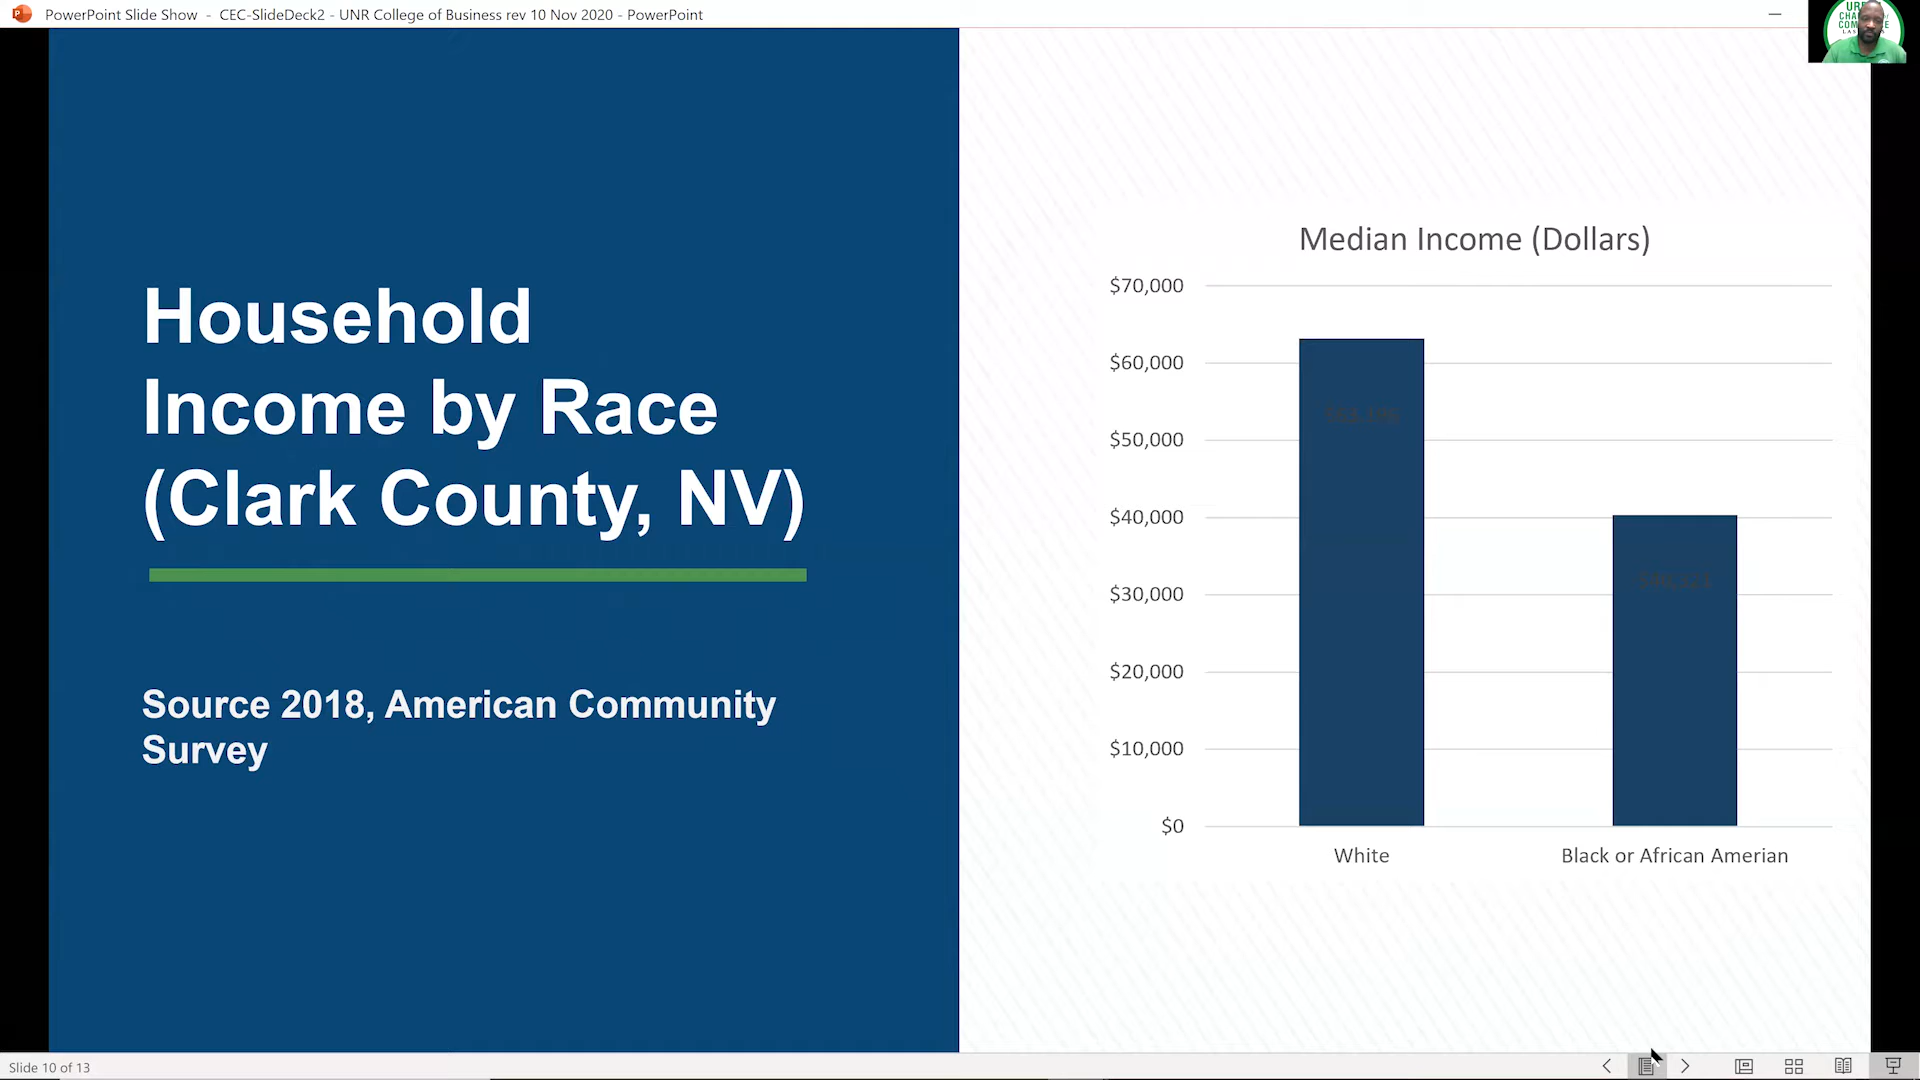 PowerPoint Slide Show - CEC-SlideDeck2 - UNR College of Business rev 10 Nov 2020 - PowerPoint
Household
Income by Race
(Clark County, NV)
Source 2018, American Community
Survey
Median Income (Dollars)
$70,000
$60,000
$50,000
$40,000
$30,000
$20,000
$10,000
$0
White
Black or African Amerian
Slide 10 of 13